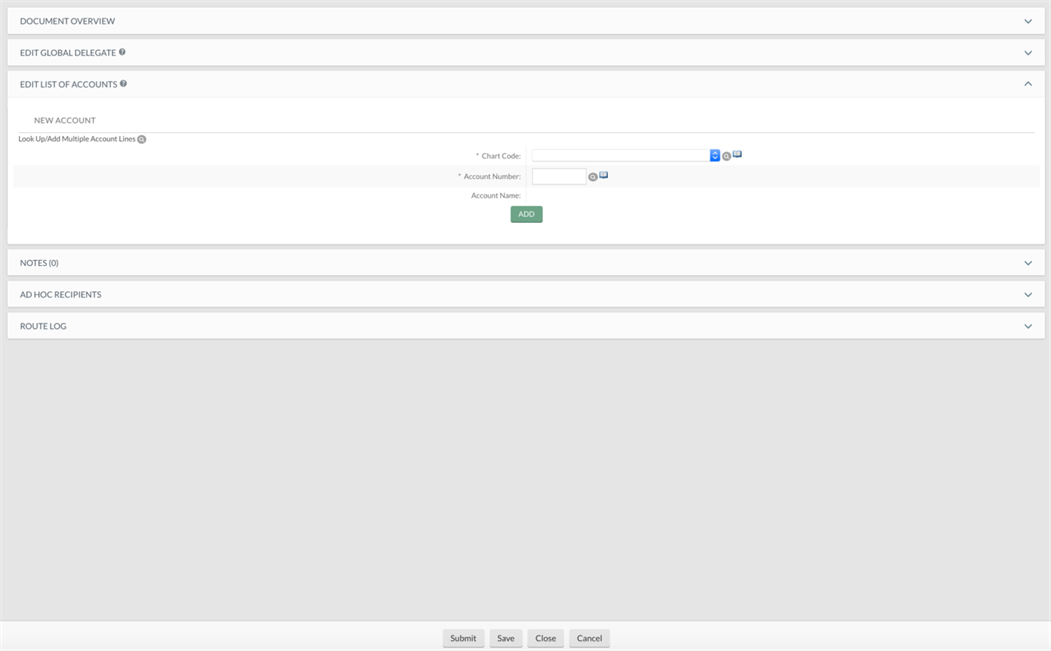 DOCUMENT OVERVIEW
EDIT GLOBAL DELEGATE
EDIT LIST OF ACCOUNTS
NEW ACCOUNT
Look Up/Add Multiple Account Lines
* Chart Code:
* Account Number:
Account Name:
ADD
NOTES (0)
AD HOC RECIPIENTS
ROUTE LOG
Submit Save Close Cancel